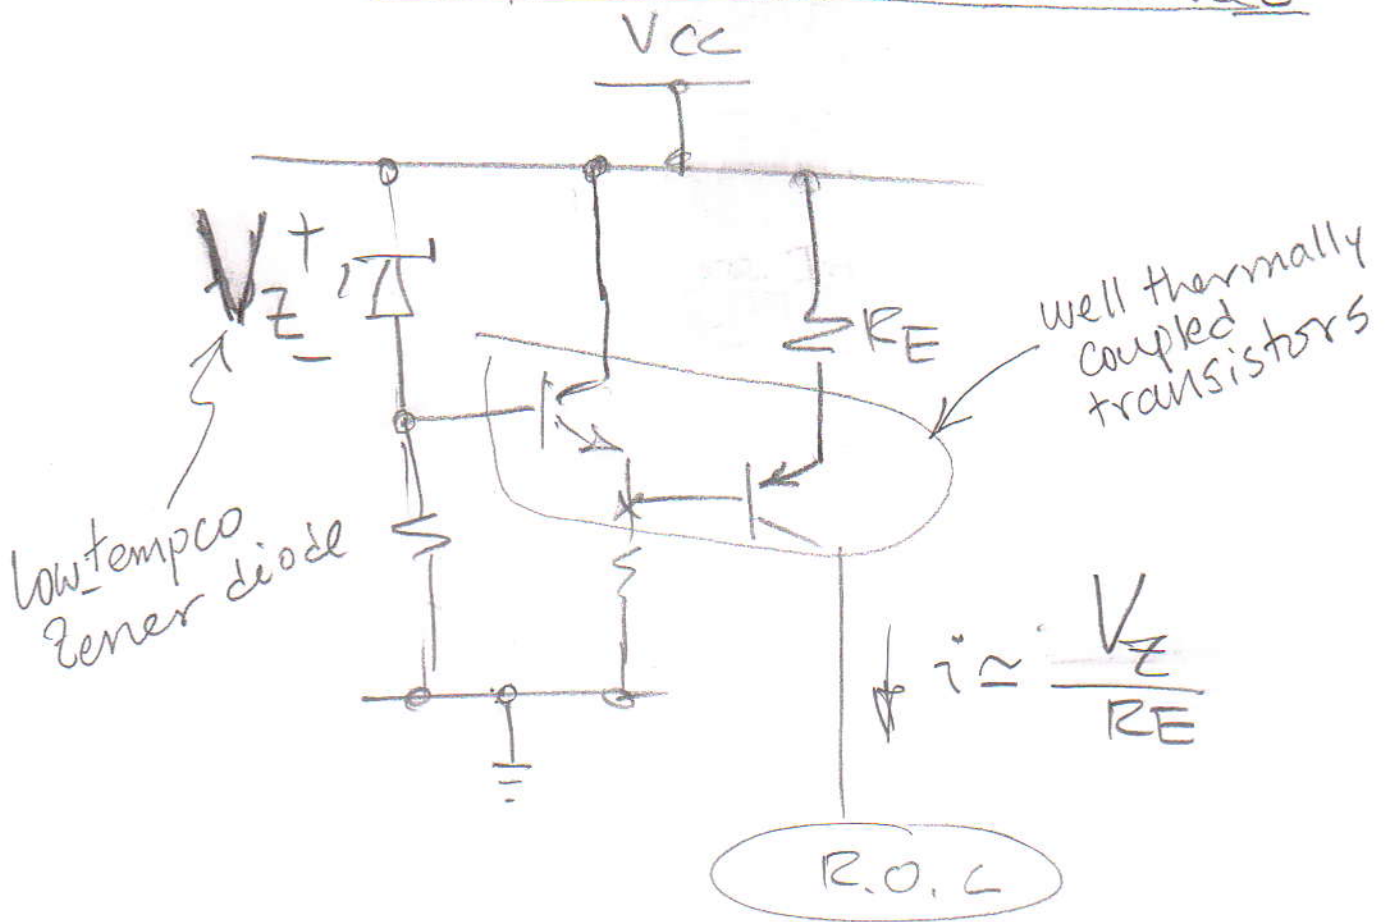 VCC
VZ
+
-
RE
well thermally
coupled
transistors
low tempco
zener diode
i ≃ VZ
RE
R.O.C